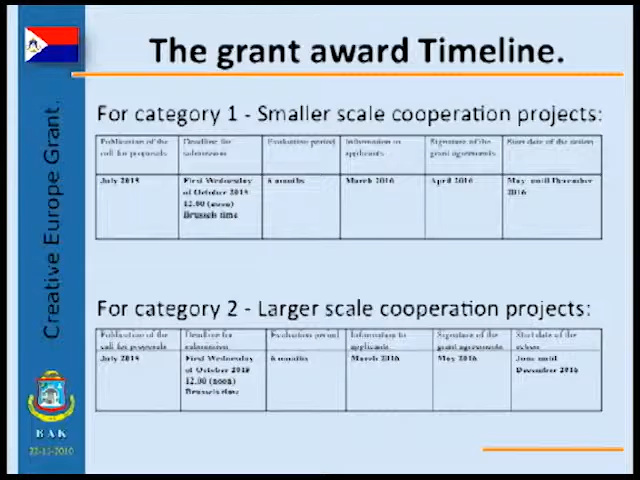 The grant award Timeline.
Creative Europe Grant.
For category 1 - Smaller scale cooperation projects:
Publication of the call for proposals
Deadline for submission
Evaluation period
Information to applicants
Signature of the grant agreements
Start date of the action
July 2015
First Wednesday of October 2015 12.00 (noon) Brussels time
6 months
March 2016
April 2016
May until December 2016
For category 2 - Larger scale cooperation projects:
Publication of the call for proposals
Deadline for submission
Evaluation period
Information to applicants
Signature of the grant agreements
Start date of the action
July 2015
First Wednesday of October 2015 12.00 (noon) Brussels time
6 months
March 2016
May 2016
June until December 2016
BAK
22-11-2010